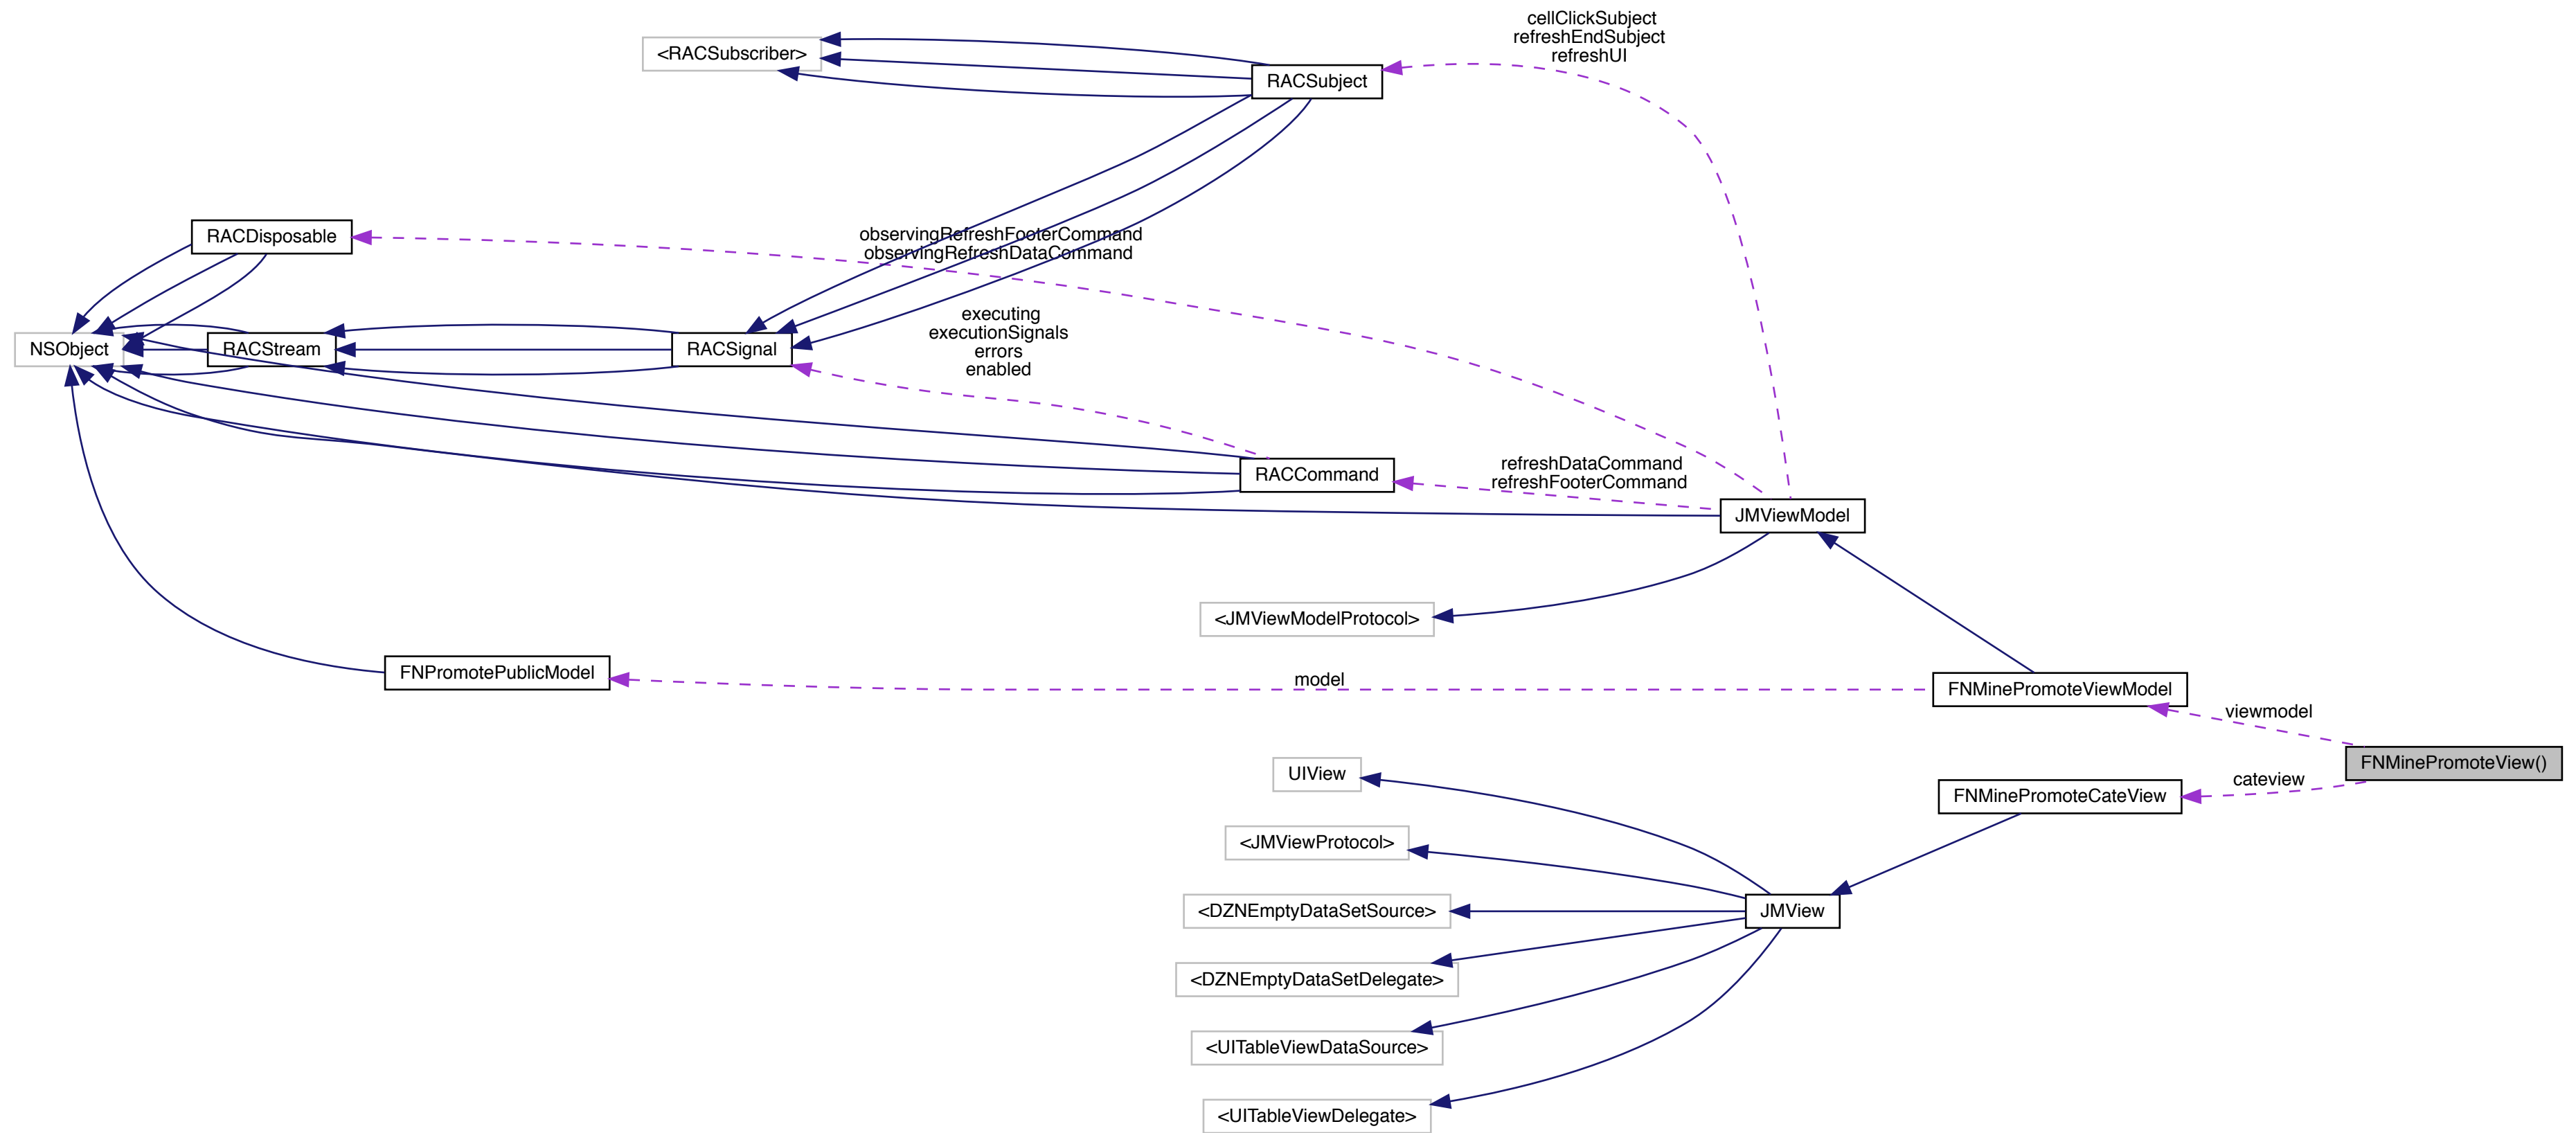 cellClickSubject
refreshEndSubject
refreshUI
<RACSubscriber>
RACSubject
RACDisposable
observingRefreshFooterCommand
observingRefreshDataCommand
executing
executionSignals
errors
enabled
NSObject
RACStream
RACSignal
RACCommand
refreshDataCommand
refreshFooterCommand
JMViewModel
<JMViewModelProtocol>
FNPromotePublicModel
model
FNMinePromoteViewModel
viewmodel
FNMinePromoteView()
cateview
UIView
FNMinePromoteCateView
<JMViewProtocol>
<DZNEmptyDataSetSource>
JMView
<DZNEmptyDataSetDelegate>
<UITableViewDataSource>
<UITableViewDelegate>